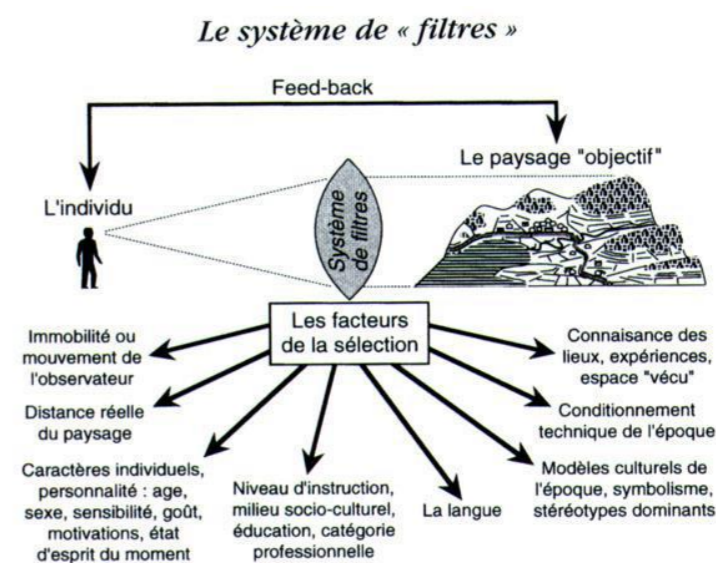 Le système de « filtres »
Feed-back
Le paysage "objectif"
L'individu
Système
de filtres
Les facteurs
de la sélection
Immobilité ou
mouvement de
l'observateur
Connaisance des
lieux, expériences,
espace "vécu"
Distance réelle
du paysage
Conditionnement
technique de l'époque
Caractères individuels,
personnalité : age,
sexe, sensibilité, goût,
motivations, état
d'esprit du moment
Niveau d'instruction,
milieu socio-culturel,
éducation, catégorie
professionnelle
La langue
Modèles culturels de
l'époque, symbolisme,
stéréotypes dominants